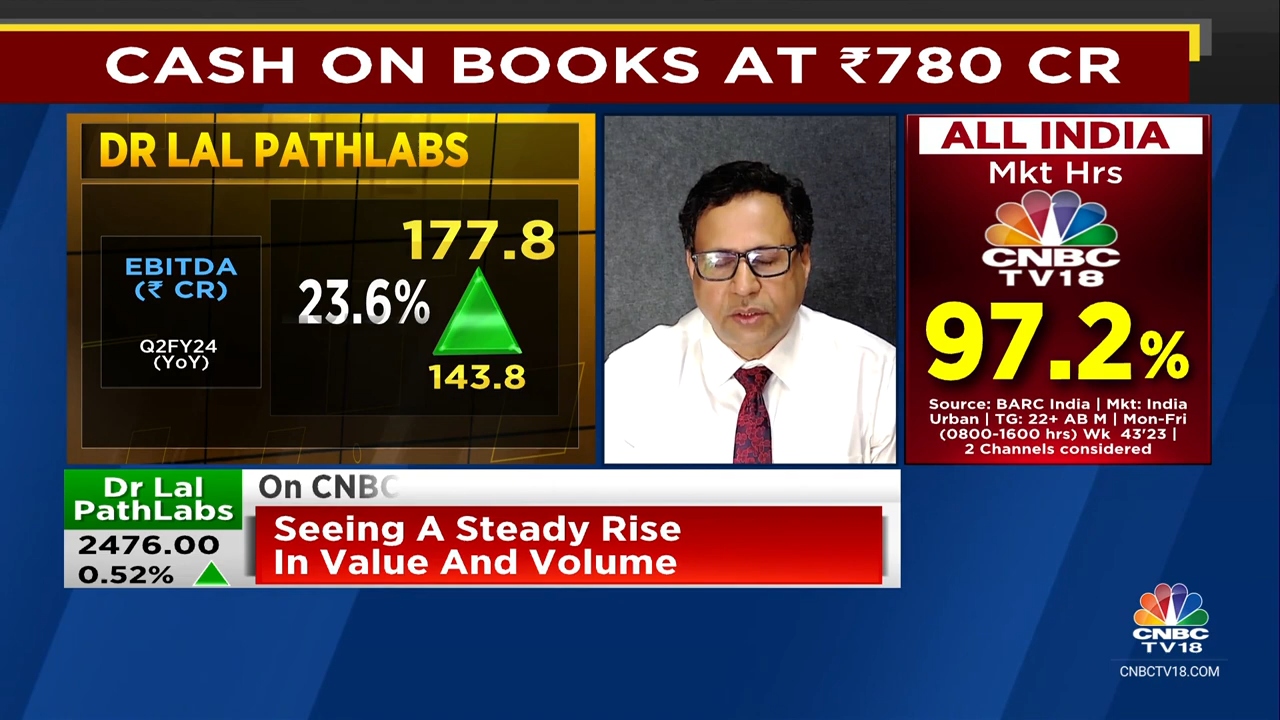 CASH ON BOOKS AT ₹780 CR
DR LAL PATHLABS
EBITDA
(₹ CR)
Q2FY24
(YoY)
177.8
23.6%
143.8
ALL INDIA
Mkt Hrs
CNBC
TV18
97.2%
Source: BARC India | Mkt: India
Urban | TG: 22+ AB M | Mon-Fri
(0800-1600 hrs) Wk 43'23 |
2 Channels considered
Dr Lal
PathLabs
2476.00
0.52%
On CNBC
Seeing A Steady Rise
In Value And Volume
CNBC
TV18
CNBCTV18.COM